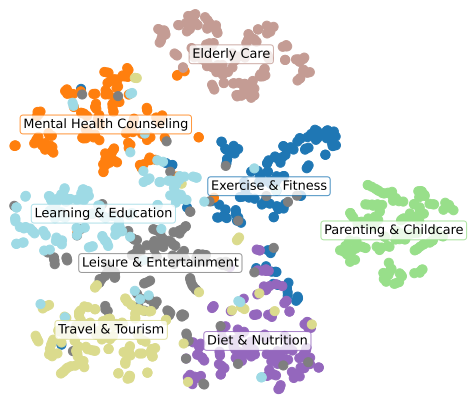 Elderly Care
Mental Health Counseling
Exercise & Fitness
Learning & Education
Parenting & Childcare
Leisure & Entertainment
Travel & Tourism
Diet & Nutrition